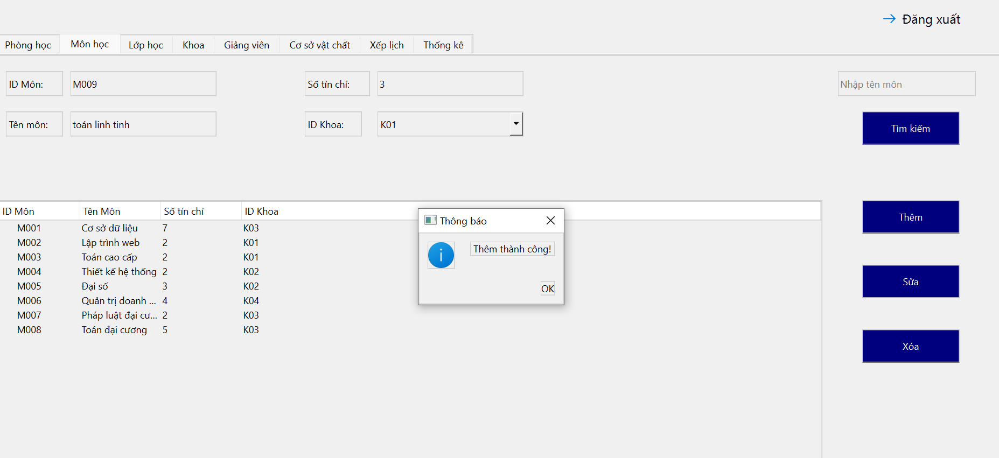 Đăng xuất
Phòng học Môn học Lớp học Khoa Giảng viên Cơ sở vật chất Xếp lịch Thống kê
ID Môn: M009 Số tín chỉ: 3 Nhập tên môn
Tên môn: toán linh tinh ID Khoa: K01 Tìm kiếm
ID Môn Tên Môn Số tín chỉ ID Khoa
M001 Cơ sở dữ liệu 7 K03
M002 Lập trình web 2 K01
M003 Toán cao cấp 2 K01
M004 Thiết kế hệ thống 2 K02
M005 Đại số 3 K02
M006 Quản trị doanh ... 4 K04
M007 Pháp luật đại cư... 2 K03
M008 Toán đại cương 5 K03
Thông báo
Thêm thành công!
OK
Thêm
Sửa
Xóa